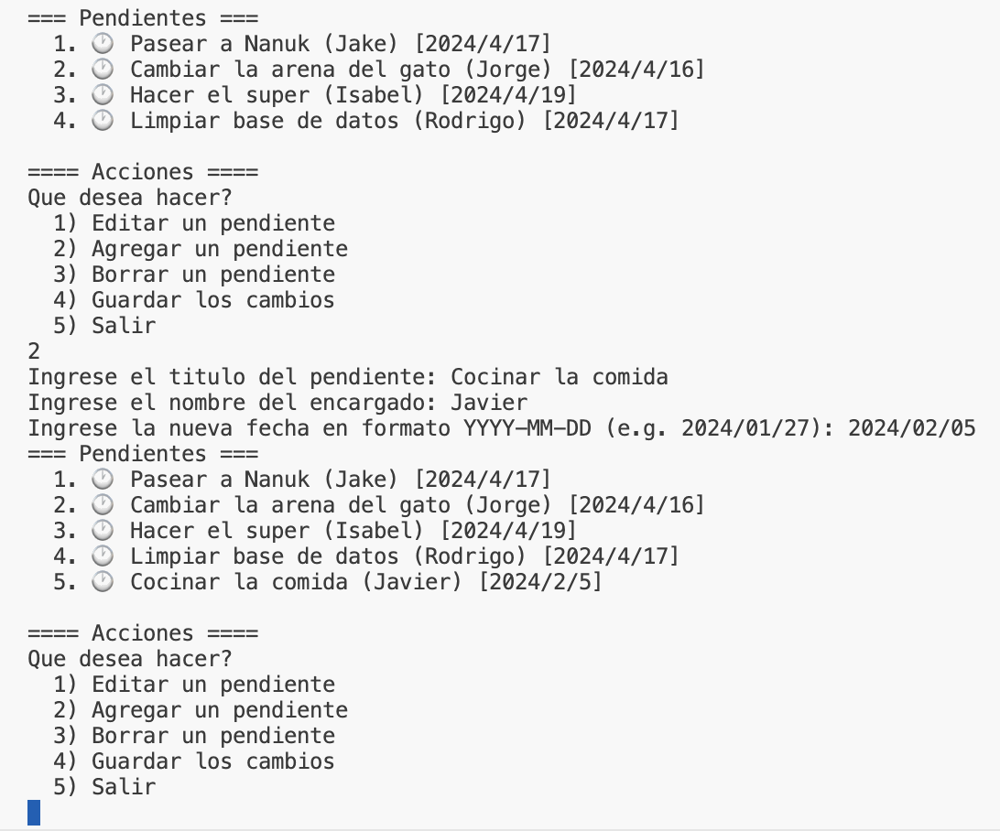 === Pendientes ===
1. 🕐 Pasear a Nanuk (Jake) [2024/4/17]
2. 🕐 Cambiar la arena del gato (Jorge) [2024/4/16]
3. 🕐 Hacer el super (Isabel) [2024/4/19]
4. 🕐 Limpiar base de datos (Rodrigo) [2024/4/17]
==== Acciones ====
Que desea hacer?
1) Editar un pendiente
2) Agregar un pendiente
3) Borrar un pendiente
4) Guardar los cambios
5) Salir
2
Ingrese el titulo del pendiente: Cocinar la comida
Ingrese el nombre del encargado: Javier
Ingrese la nueva fecha en formato YYYY-MM-DD (e.g. 2024/01/27): 2024/02/05
=== Pendientes ===
1. 🕐 Pasear a Nanuk (Jake) [2024/4/17]
2. 🕐 Cambiar la arena del gato (Jorge) [2024/4/16]
3. 🕐 Hacer el super (Isabel) [2024/4/19]
4. 🕐 Limpiar base de datos (Rodrigo) [2024/4/17]
5. 🕐 Cocinar la comida (Javier) [2024/2/5]
==== Acciones ====
Que desea hacer?
1) Editar un pendiente
2) Agregar un pendiente
3) Borrar un pendiente
4) Guardar los cambios
5) Salir